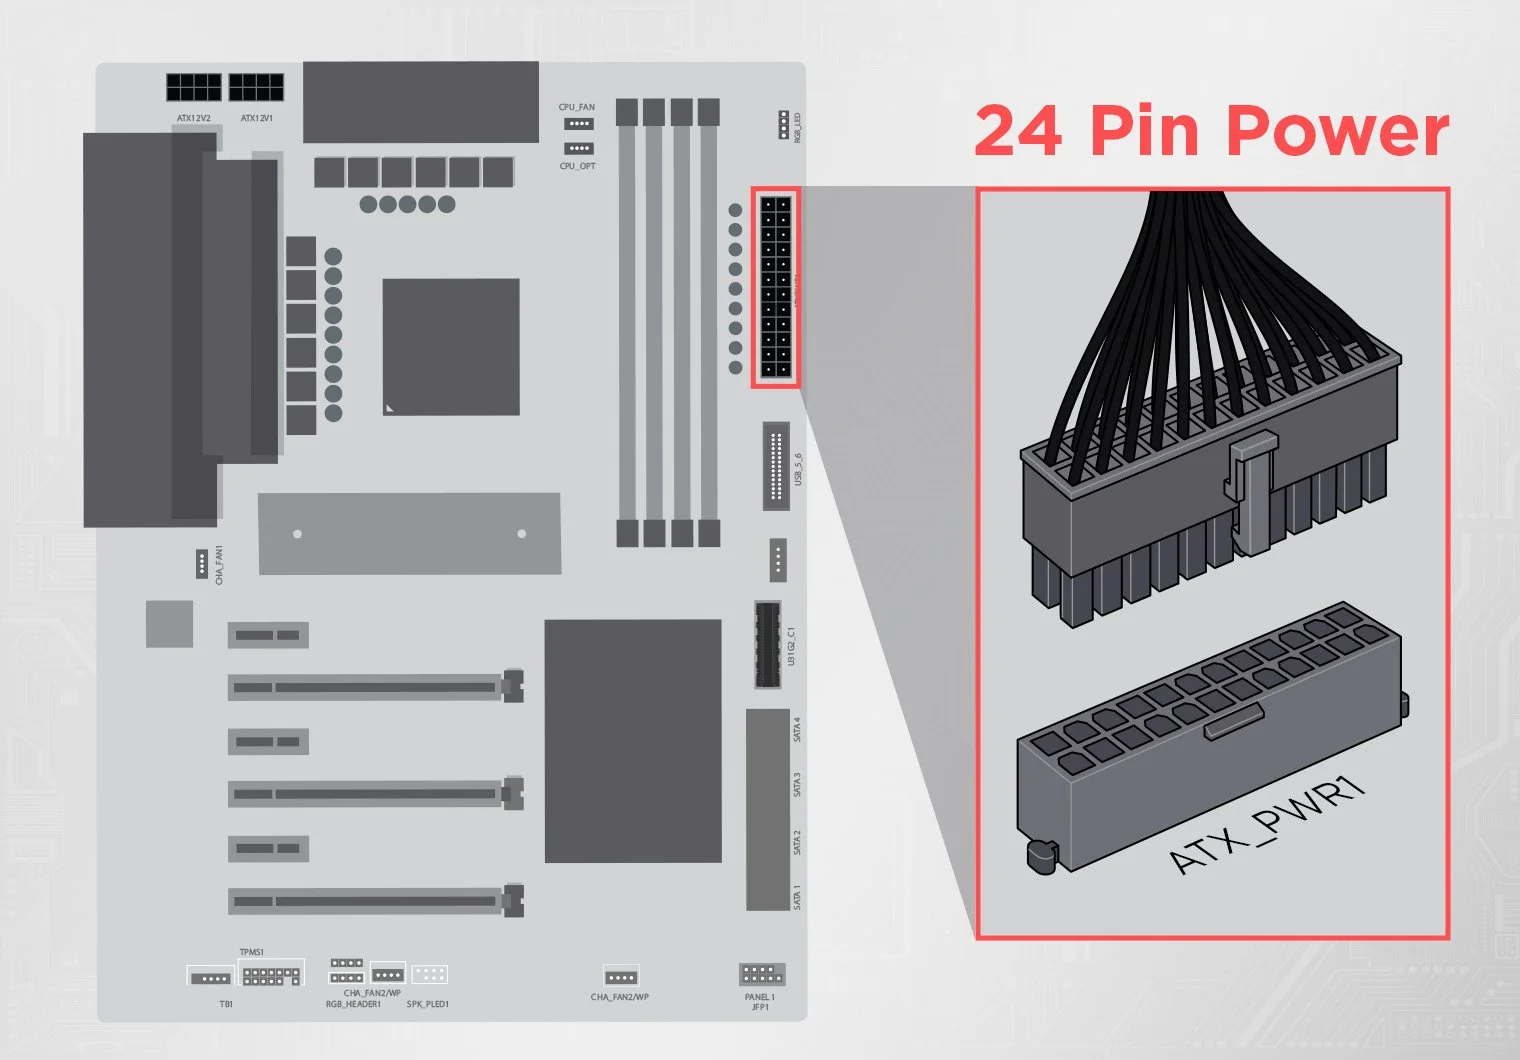 24 Pin Power
ATX12V2
ATX12V1
CPU_FAN
CPU_OPT
RGB_LED
USB_5_6
CHA_FAN1
U31G2_C1
SATA 4
SATA 3
SATA 2
SATA 1
ATX_PWR1
TPMS1
TB1
CHA_FAN2/WP
RGB_HEADER1
SPK_PLED1
CHA_FAN2/WP
PANEL 1
JFP1